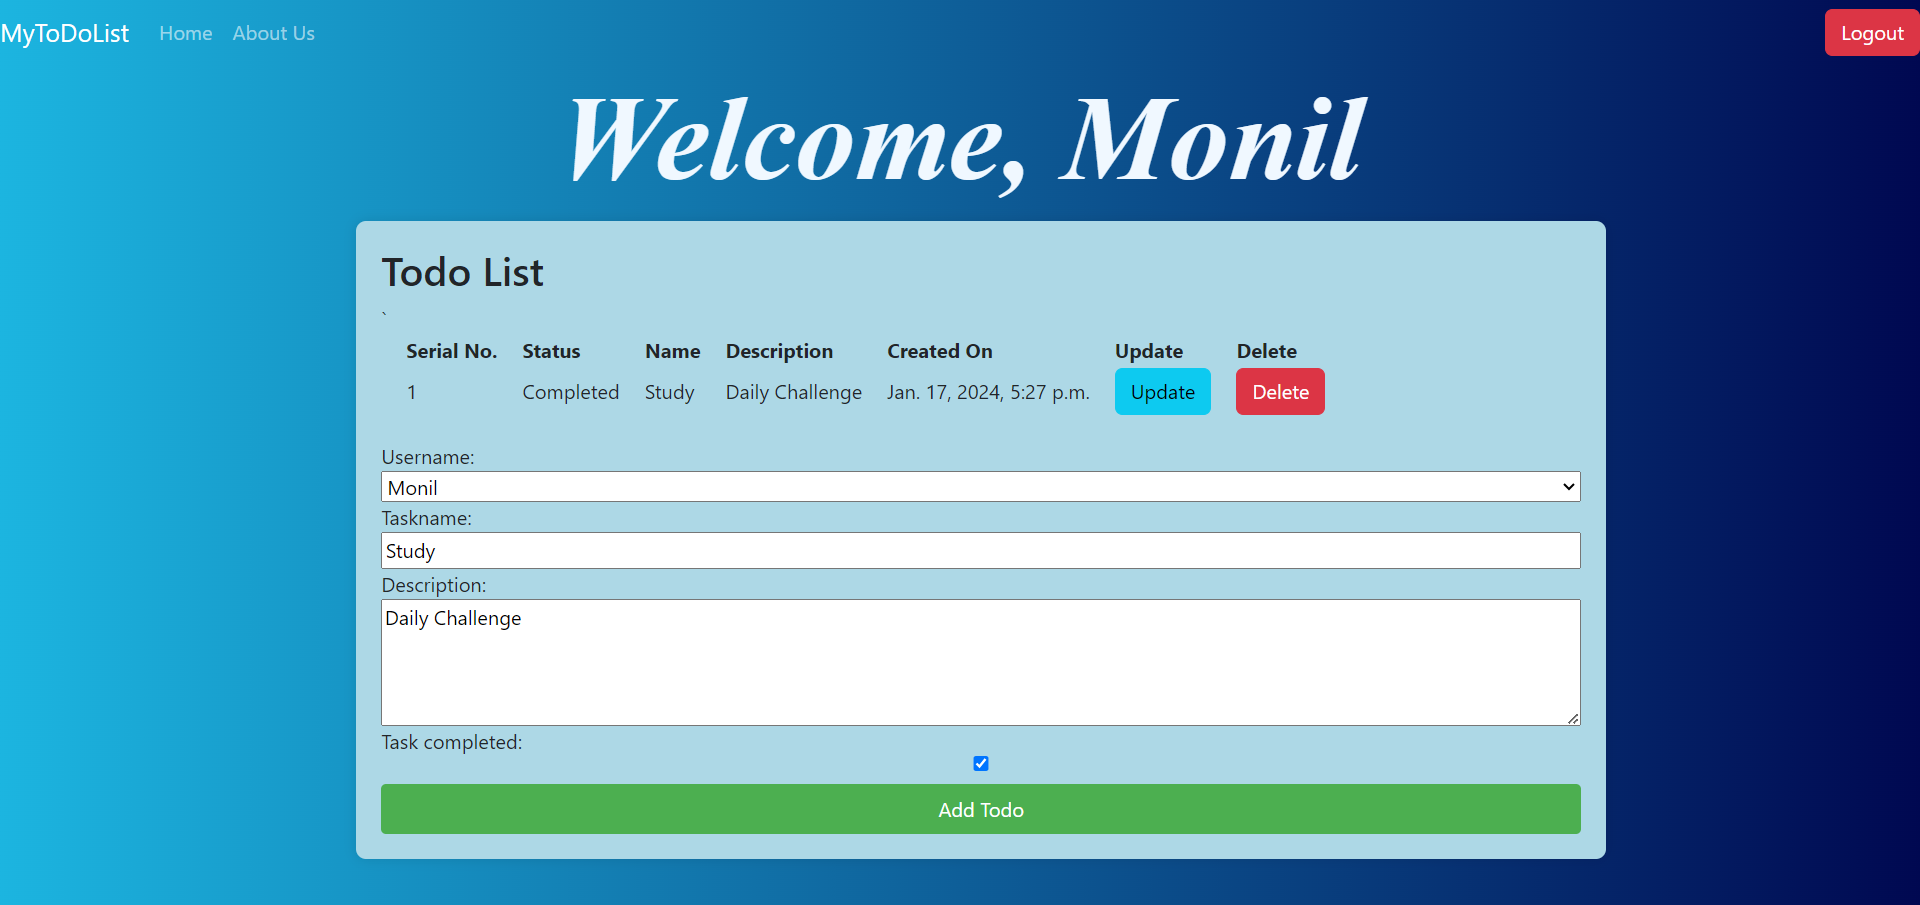 MyToDoList Home About Us Logout
Welcome, Monil
Todo List
`
Serial No. Status Name Description Created On Update Delete
1 Completed Study Daily Challenge Jan. 17, 2024, 5:27 p.m. Update Delete
Username:
Monil
Taskname:
Study
Description:
Daily Challenge
Task completed:
Add Todo